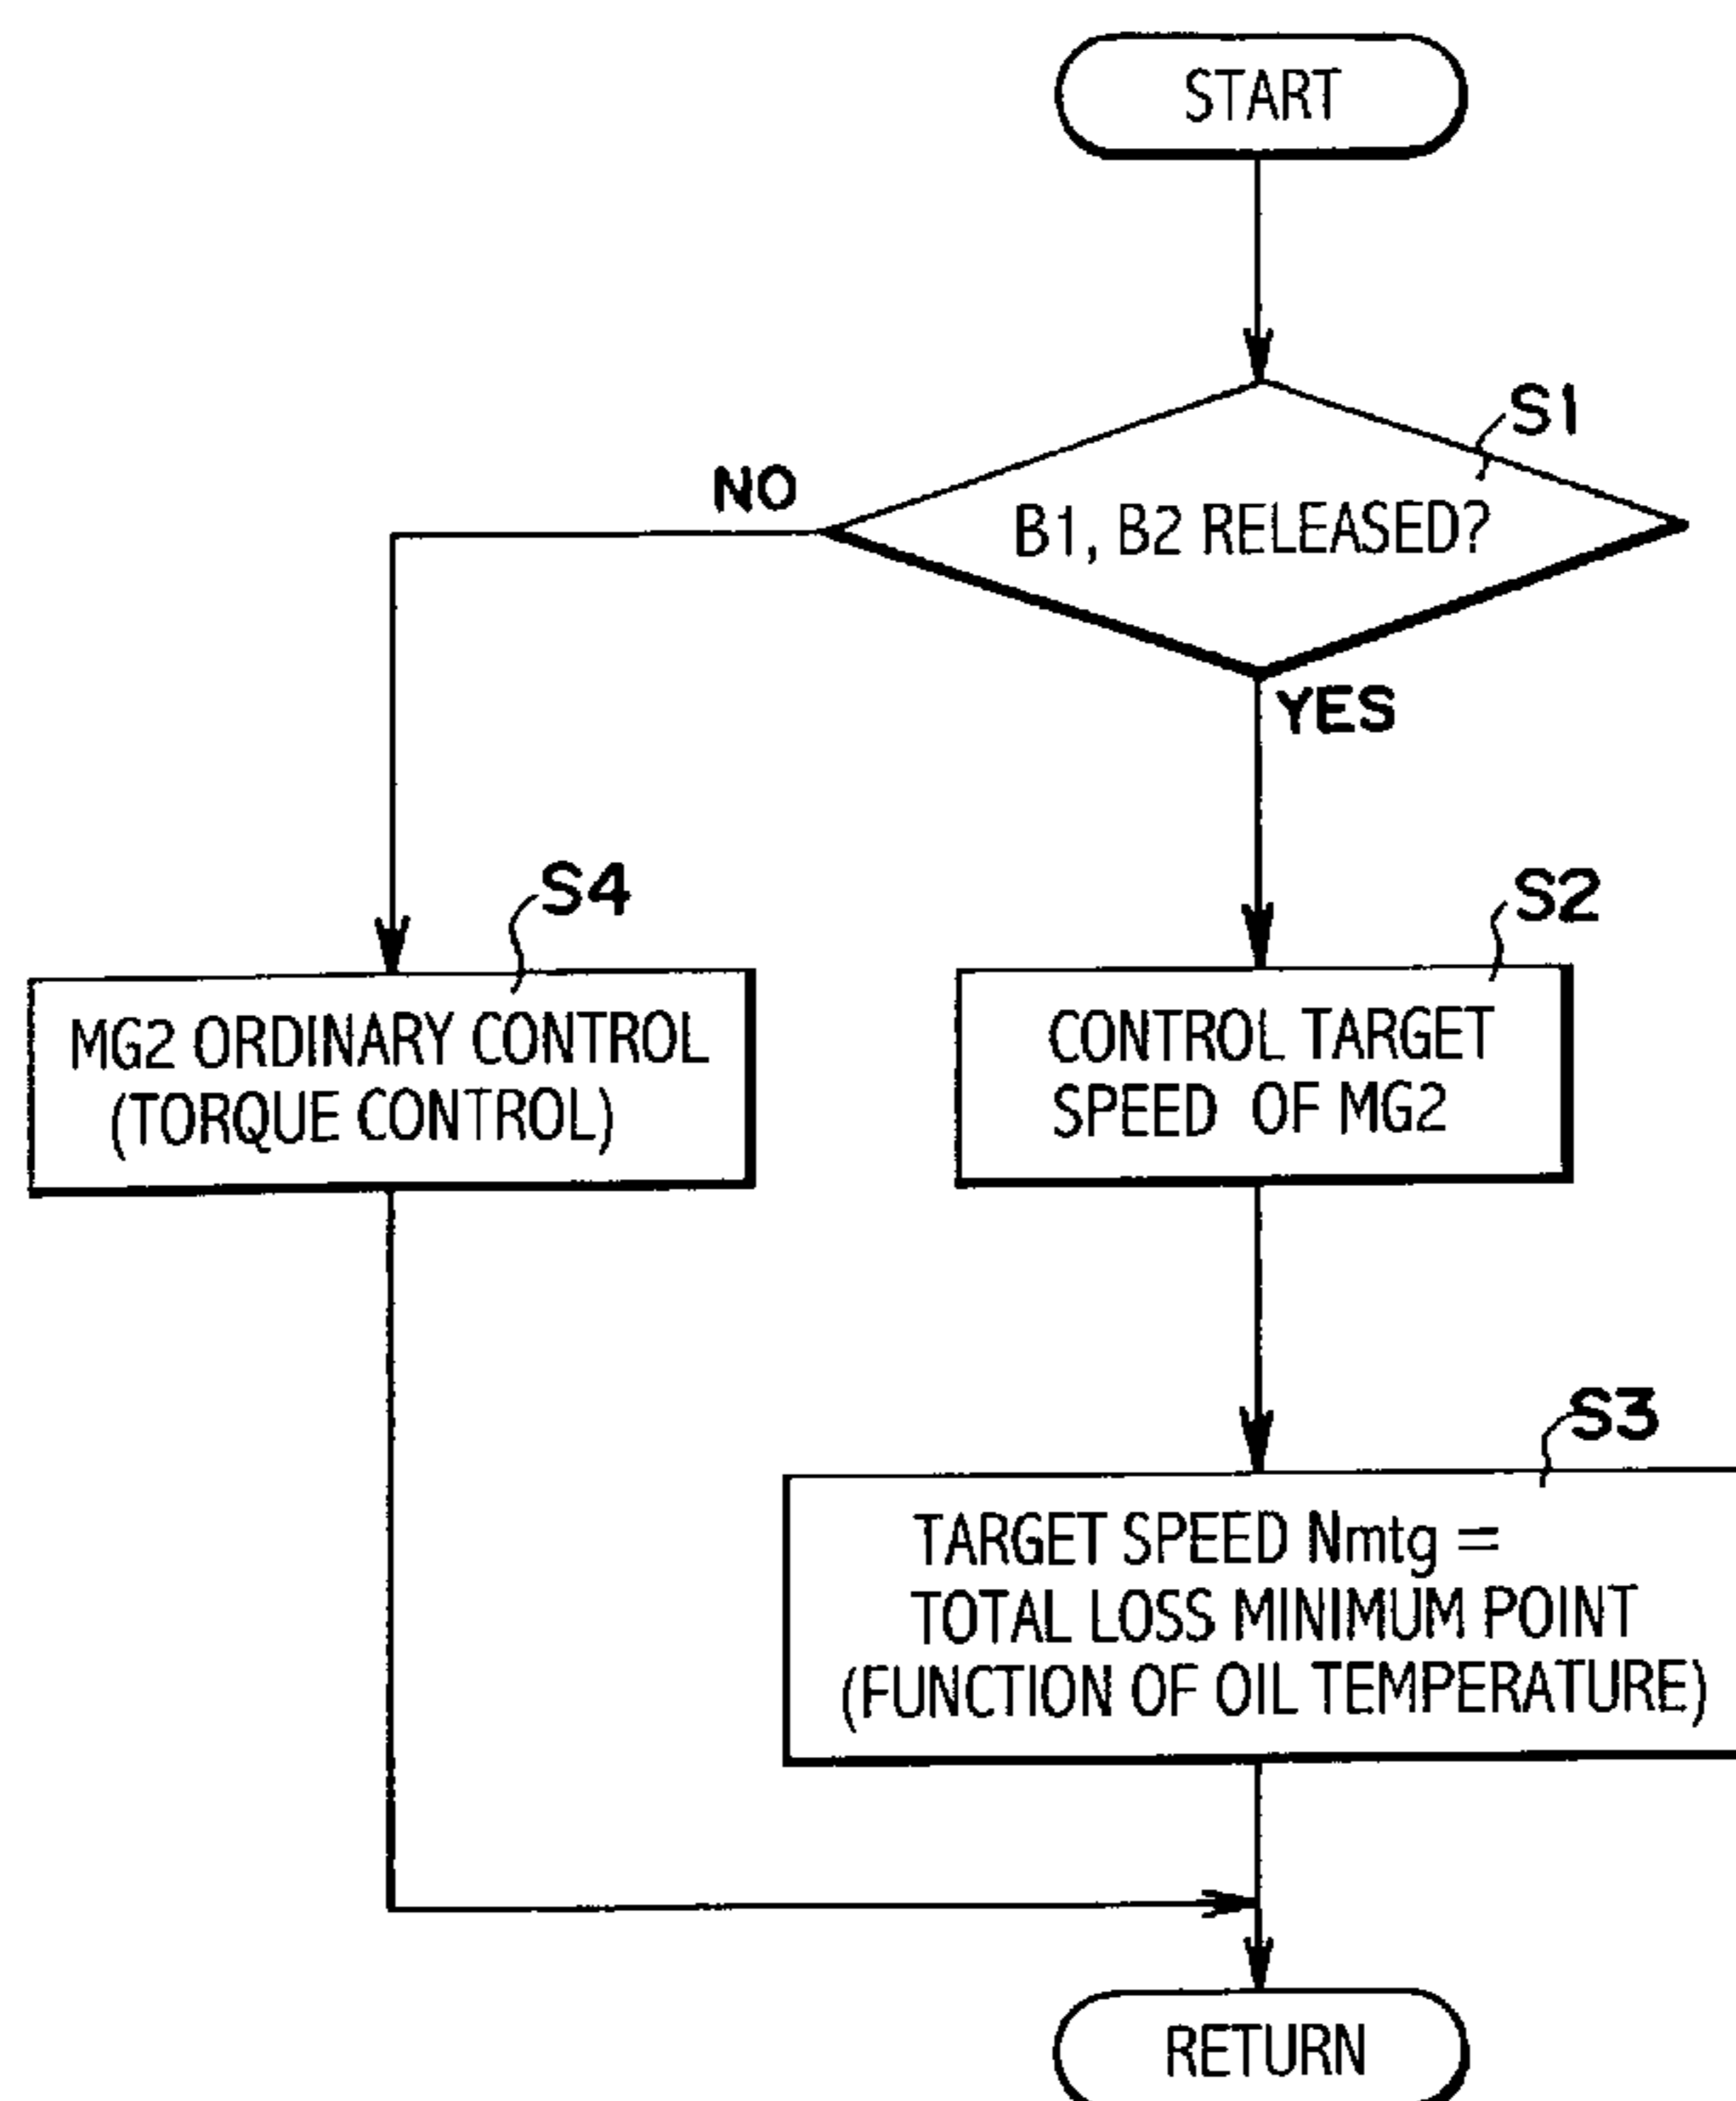 START
S1
NO
B1, B2 RELEASED?
YES
S4
S2
MG2 ORDINARY CONTROL
(TORQUE CONTROL)
CONTROL TARGET
SPEED OF MG2
S3
TARGET SPEED Nmtg =
TOTAL LOSS MINIMUM POINT
(FUNCTION OF OIL TEMPERATURE)
RETURN